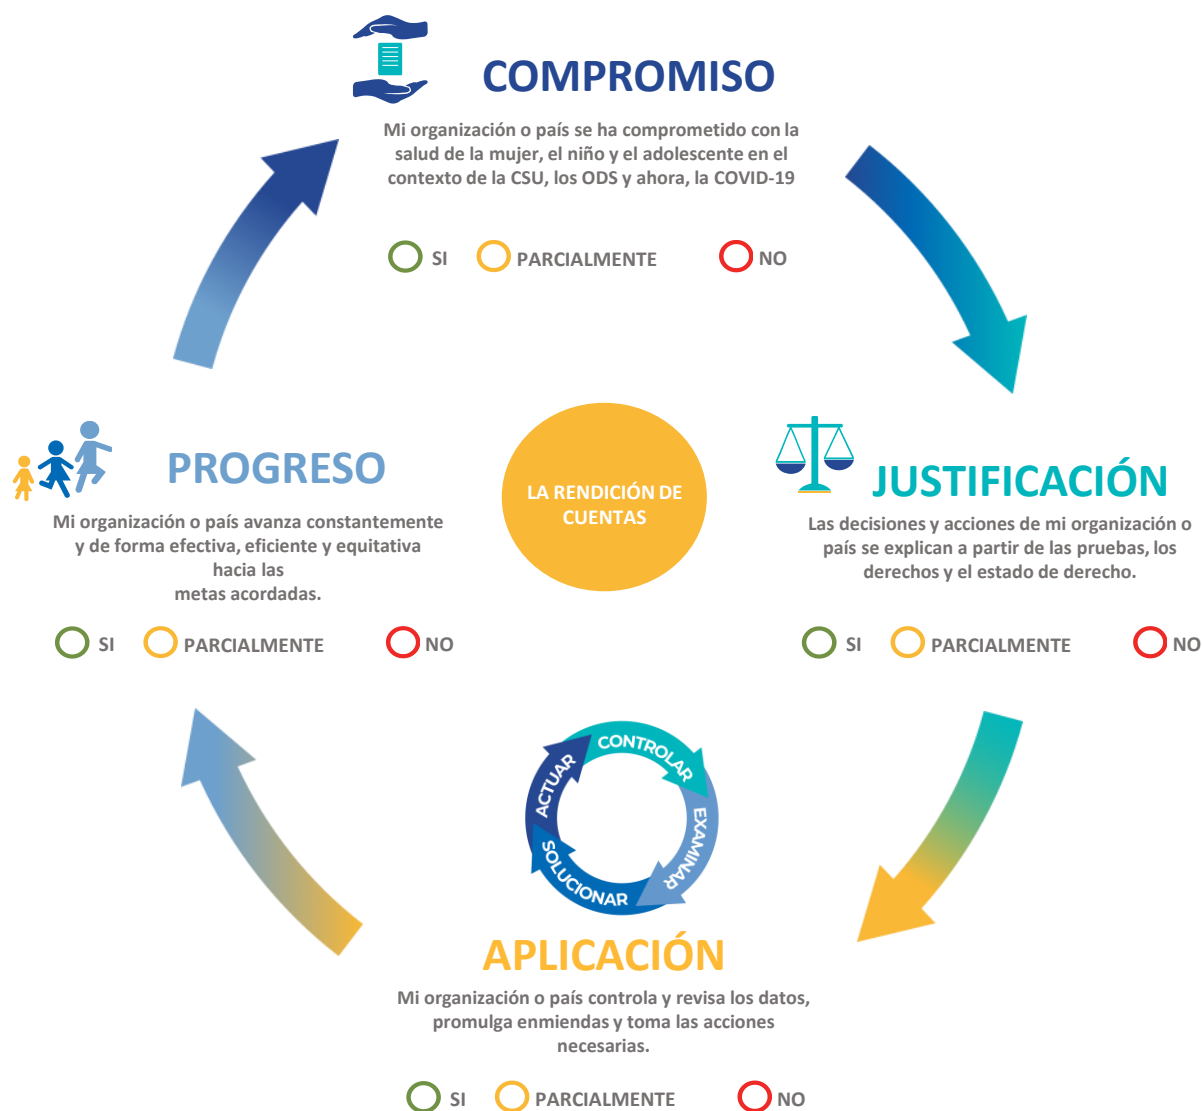 COMPROMISO
Mi organización o país se ha comprometido con la
salud de la mujer, el niño y el adolescente en el
contexto de la CSU, los ODS y ahora, la COVID-19
SI PARCIALMENTE NO
PROGRESO
Mi organización o país avanza constantemente
y de forma efectiva, eficiente y equitativa
hacia las
metas acordadas.
SI PARCIALMENTE NO
LA RENDICIÓN DE
CUENTAS
JUSTIFICACIÓN
Las decisiones y acciones de mi organización o
país se explican a partir de las pruebas, los
derechos y el estado de derecho.
SI PARCIALMENTE NO
CONTROLAR
EXAMINAR
SOLUCIONAR
ACTUAR
APLICACIÓN
Mi organización o país controla y revisa los datos,
promulga enmiendas y toma las acciones
necesarias.
SI PARCIALMENTE NO